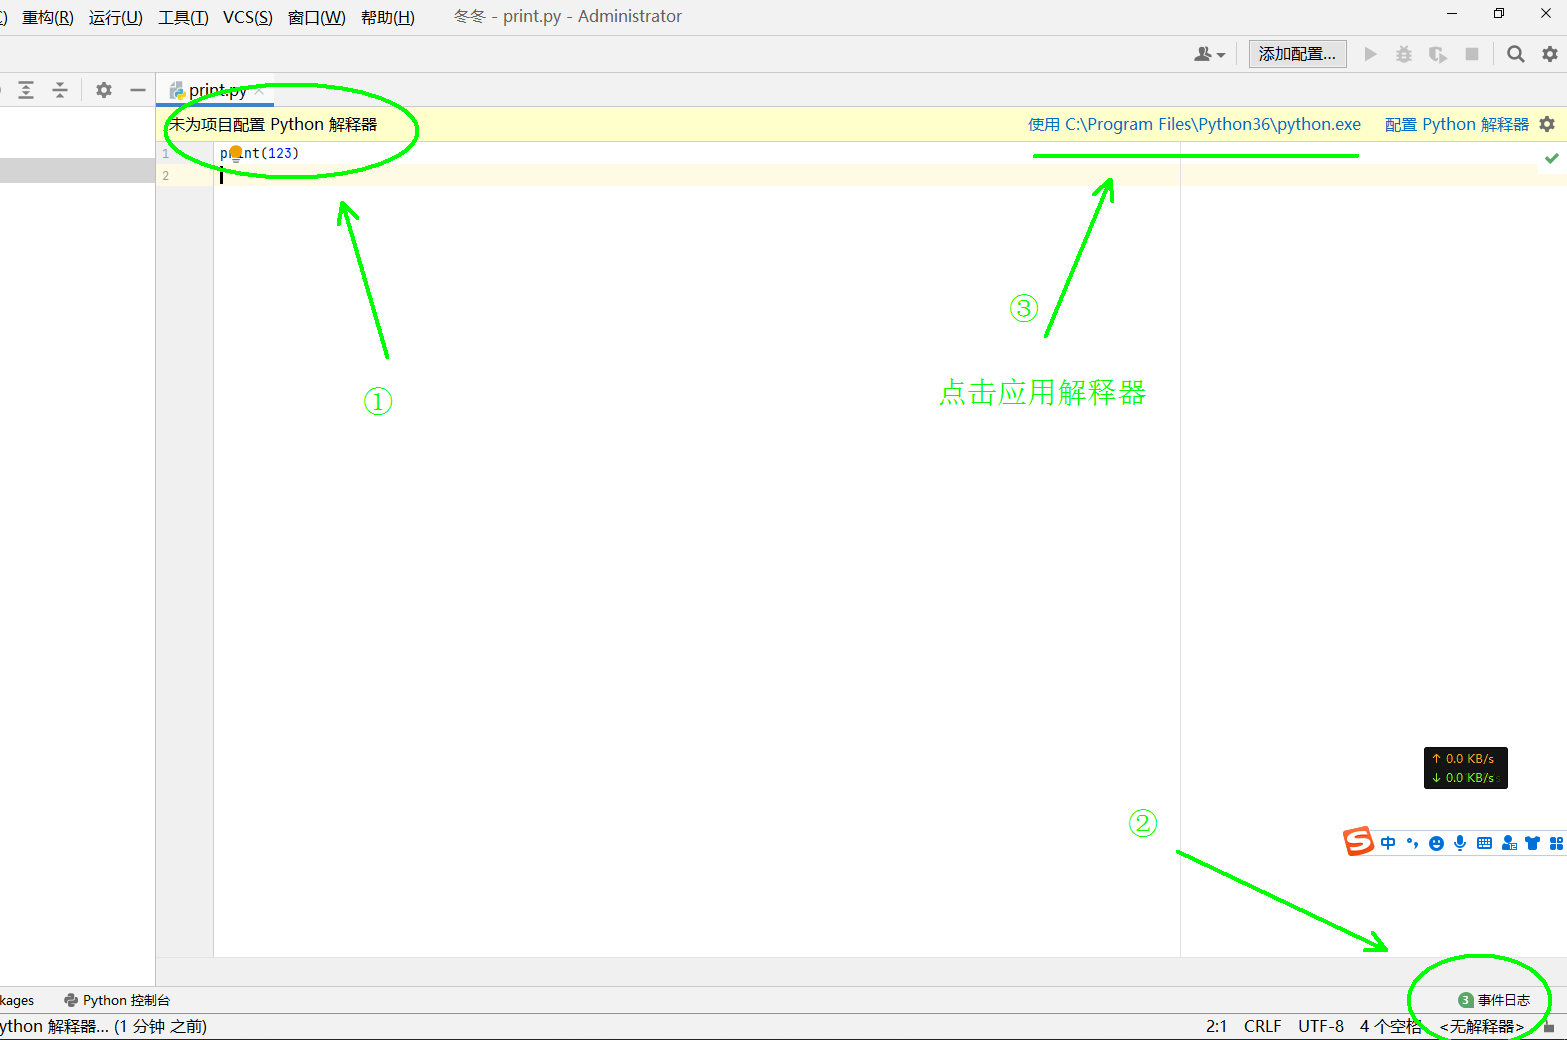 重构(R) 运行(U) 工具(T) VCS(S) 窗口(W) 帮助(H) 冬冬 - print.py - Administrator
添加配置...
print.py
未为项目配置 Python 解释器 使用 C:\Program Files\Python36\python.exe 配置 Python 解释器
1 print(123)
2
③
点击应用解释器
①
↑ 0.0 KB/s
↓ 0.0 KB/s
②
中
kages Python 控制台 3 事件日志
ython 解释器... (1 分钟 之前) 2:1 CRLF UTF-8 4 个空格 <无解释器>